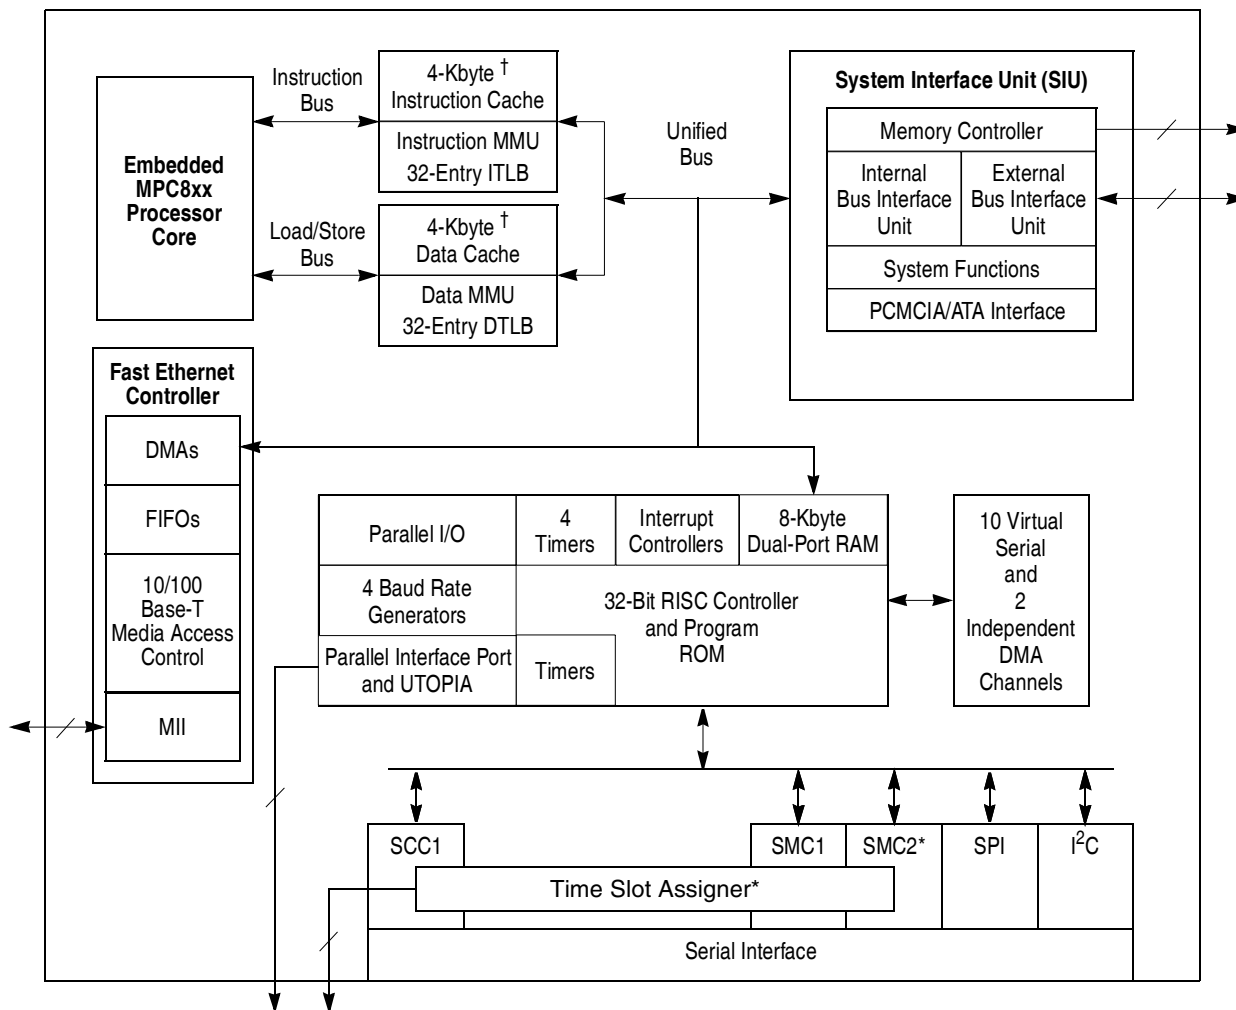 Embedded
MPC8xx
Processor
Core
Instruction
Bus
Load/Store
Bus
4-Kbyte †
Instruction Cache
Instruction MMU
32-Entry ITLB
4-Kbyte †
Data Cache
Data MMU
32-Entry DTLB
Unified
Bus
System Interface Unit (SIU)
Memory Controller
Internal
Bus Interface
Unit
External
Bus Interface
Unit
System Functions
PCMCIA/ATA Interface
Fast Ethernet
Controller
DMAs
FIFOs
10/100
Base-T
Media Access
Control
MII
Parallel I/O
4
Timers
Interrupt
Controllers
8-Kbyte
Dual-Port RAM
4 Baud Rate
Generators
32-Bit RISC Controller
and Program
ROM
Parallel Interface Port
and UTOPIA
Timers
10 Virtual
Serial
and
2
Independent
DMA
Channels
SCC1
SMC1
SMC2*
SPI
I²C
Time Slot Assigner*
Serial Interface